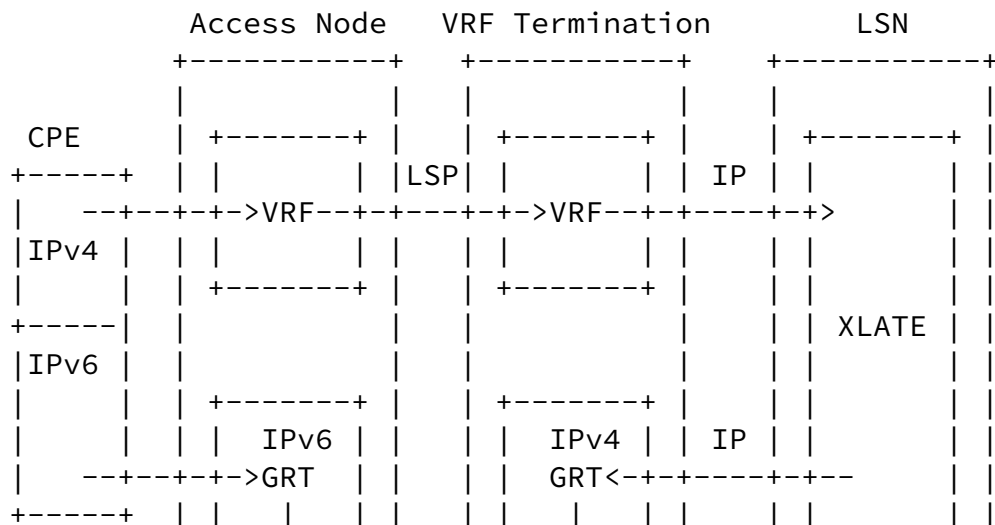 Access Node VRF Termination LSN
CPE
LSP IP
-->VRF-- -->VRF-- >
IPv4
XLATE
IPv6
IPv6 IPv4 IP
-->GRT GRT<--